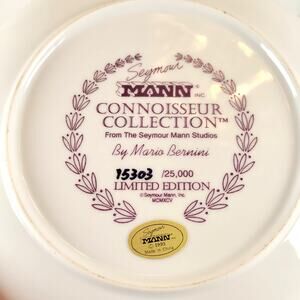 Seymour
MANN © INC.
CONNOISSEUR
COLLECTION™
From The Seymour Mann Studios
By Mario Bernini
15303 /25,000
LIMITED EDITION
©Seymour Mann, Inc.
MCMXCV
Seymour
MANN
© 1995
Made in China